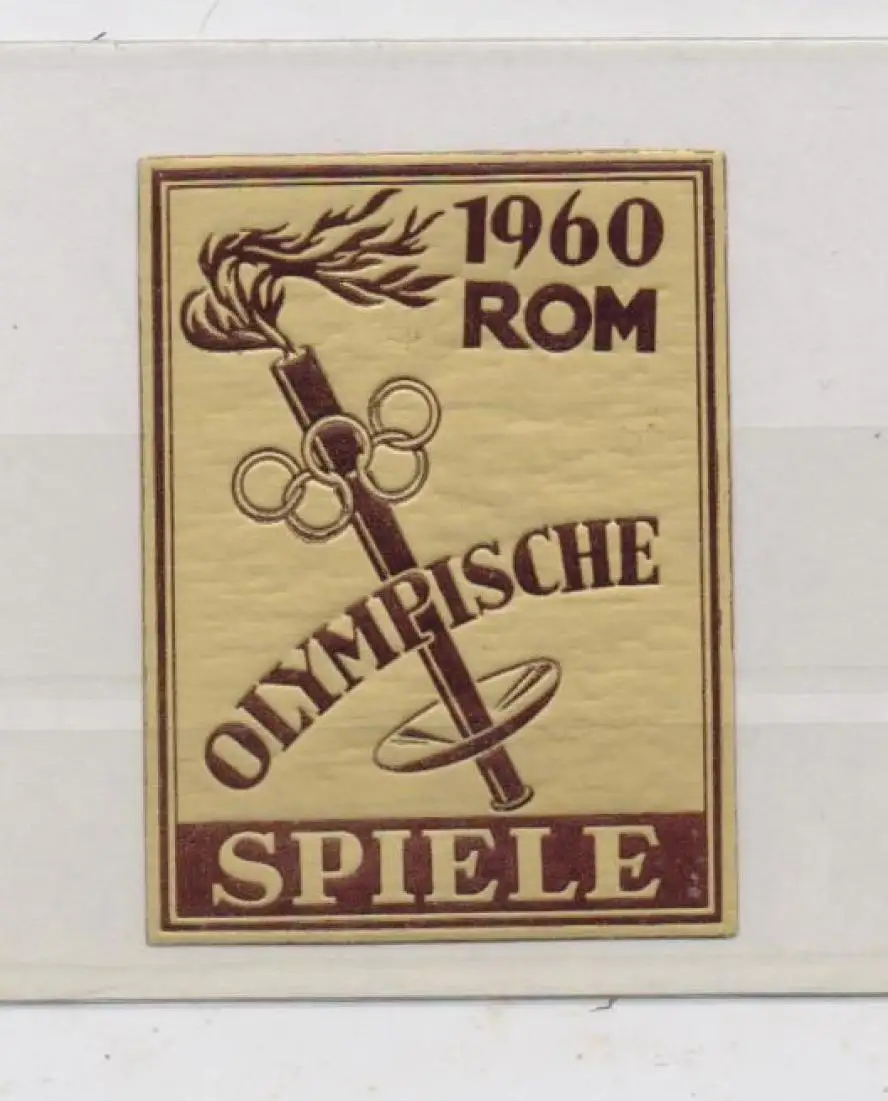 1960
ROM
OLYMPISCHE
SPIELE